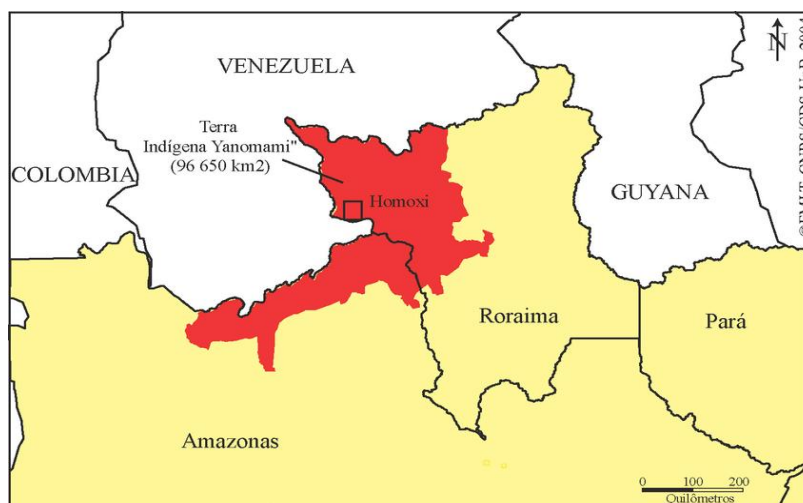 N
VENEZUELA
Terra
Indígena Yanomami"
(96 650 km2)
COLOMBIA
Homoxi
GUYANA
Roraima
Pará
Amazonas
0 100 200
Quilômetros